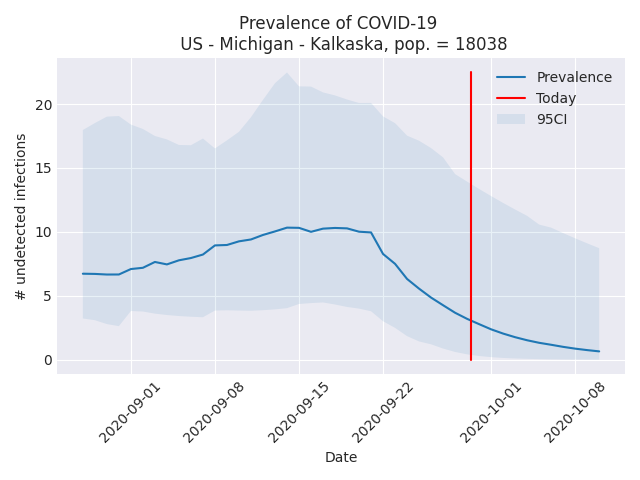 Prevalence of COVID-19
US - Michigan - Kalkaska, pop. = 18038
Prevalence
Today
95CI
# undetected infections
20
15
10
5
0
2020-09-01
2020-09-08
2020-09-15
2020-09-22
2020-10-01
2020-10-08
Date